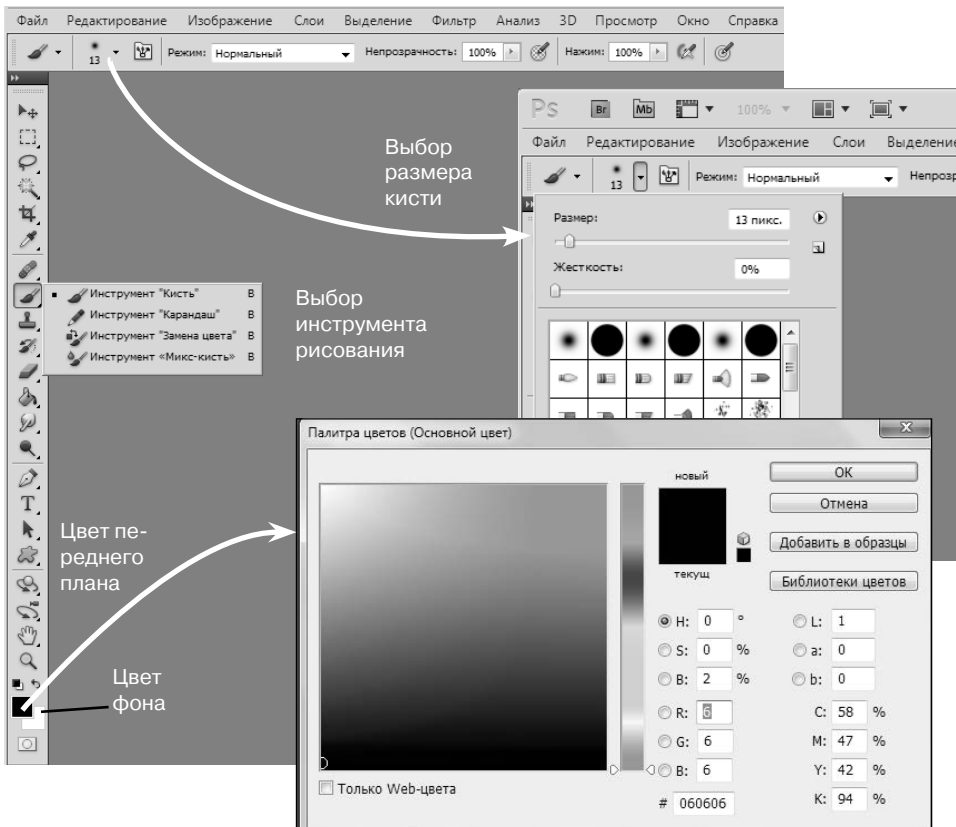 Файл Редактирование Изображение Слои Выделение Фильтр Анализ 3D Просмотр Окно Справка
13 Режим: Нормальный Непрозрачность: 100% Нажим: 100%
Выбор
размера
кисти
Ps Br Mb 100%
Файл Редактирование Изображение Слои Выделение
13 Режим: Нормальный Непрозр
Размер: 13 пикс.
Жесткость: 0%
Инструмент "Кисть" B
Инструмент "Карандаш" B
Инструмент "Замена цвета" B
Инструмент «Микс-кисть» B
Выбор
инструмента
рисования
T
Цвет пе-
реднего
плана
Цвет
фона
Палитра цветов (Основной цвет)
новый
текущ
OK
Отмена
Добавить в образцы
Библиотеки цветов
H: 0 ° L: 1
S: 0 % a: 0
B: 2 % b: 0
R: 6 C: 58 %
G: 6 M: 47 %
B: 6 Y: 42 %
# 060606 K: 94 %
Только Web-цвета